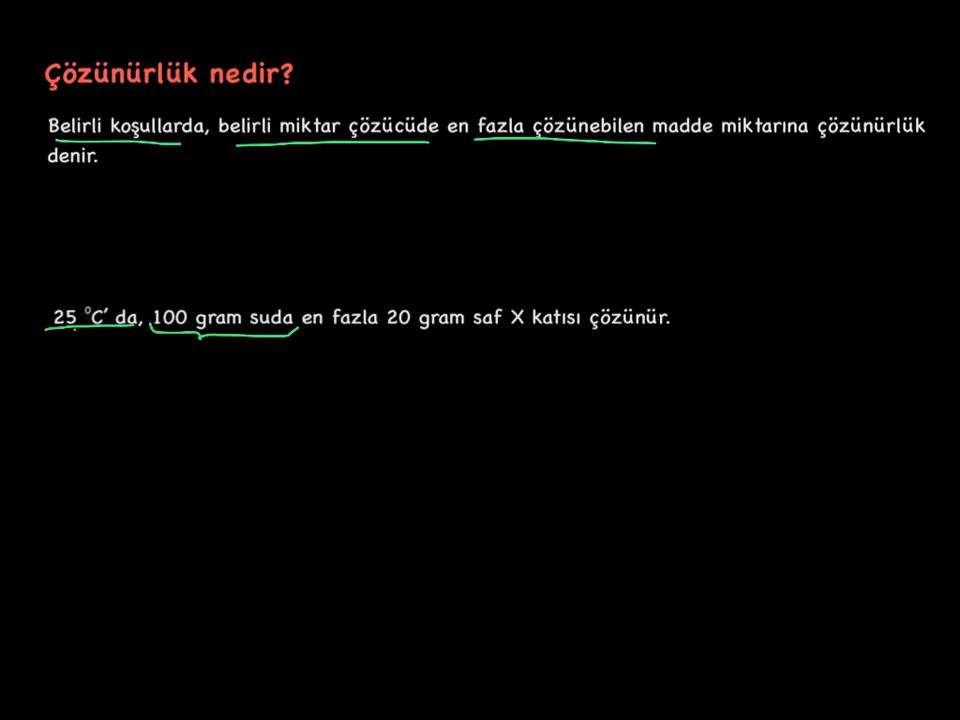 Çözünürlük nedir?
Belirli koşullarda, belirli miktar çözücüde en fazla çözünebilen madde miktarına çözünürlük
denir.
25 °C' da, 100 gram suda en fazla 20 gram saf X katısı çözünür.